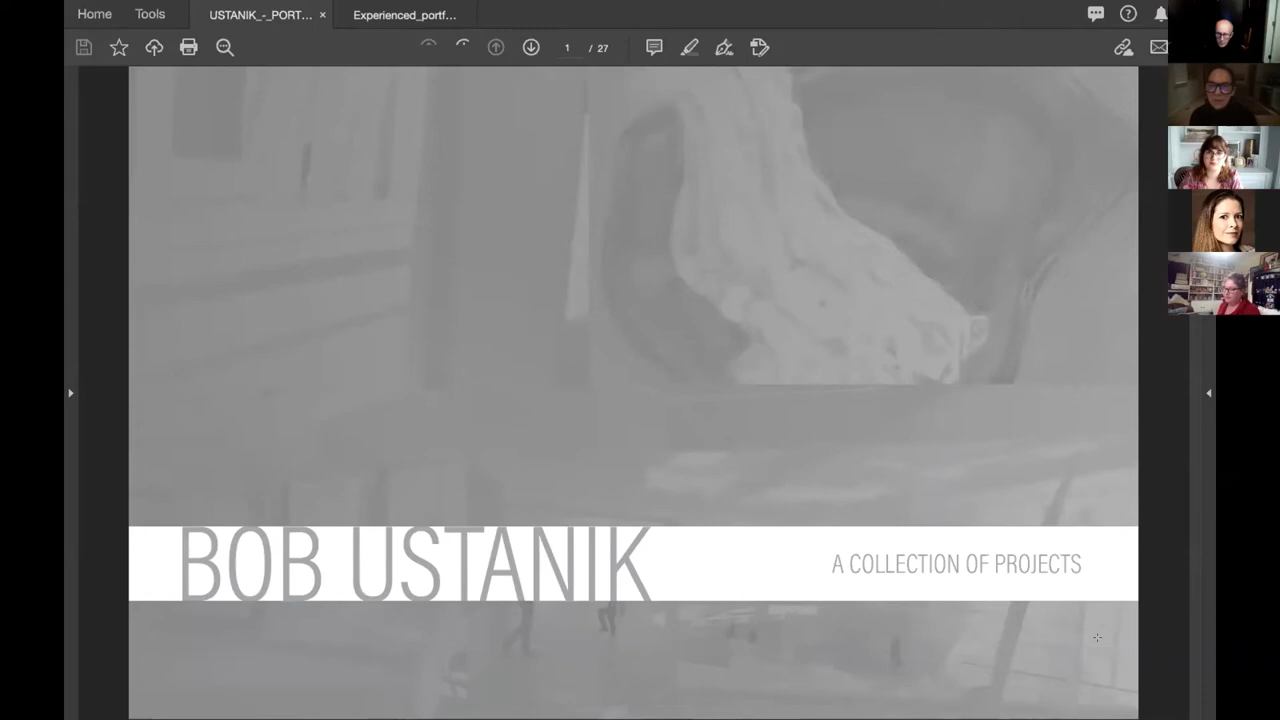 Home Tools USTANIK_-_PORT... × Experienced_portf...
1 / 27
BOB USTANIK
A COLLECTION OF PROJECTS